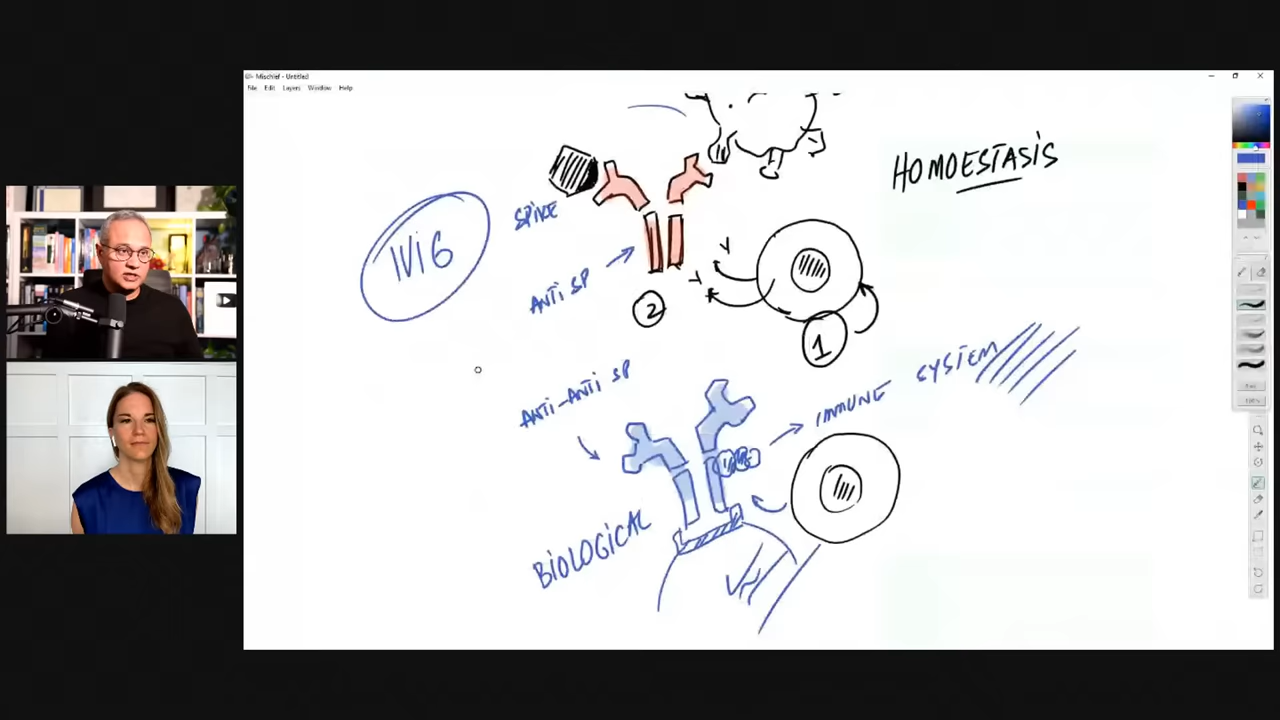 Mischief - Untitled
File Edit Layers Window Help
HOMOESTASIS
SPIKE
IViG
ANTi SP
2
1
SYSTEM
ANTi-ANTi SP
IMMUNE
BiOLOGiCAL